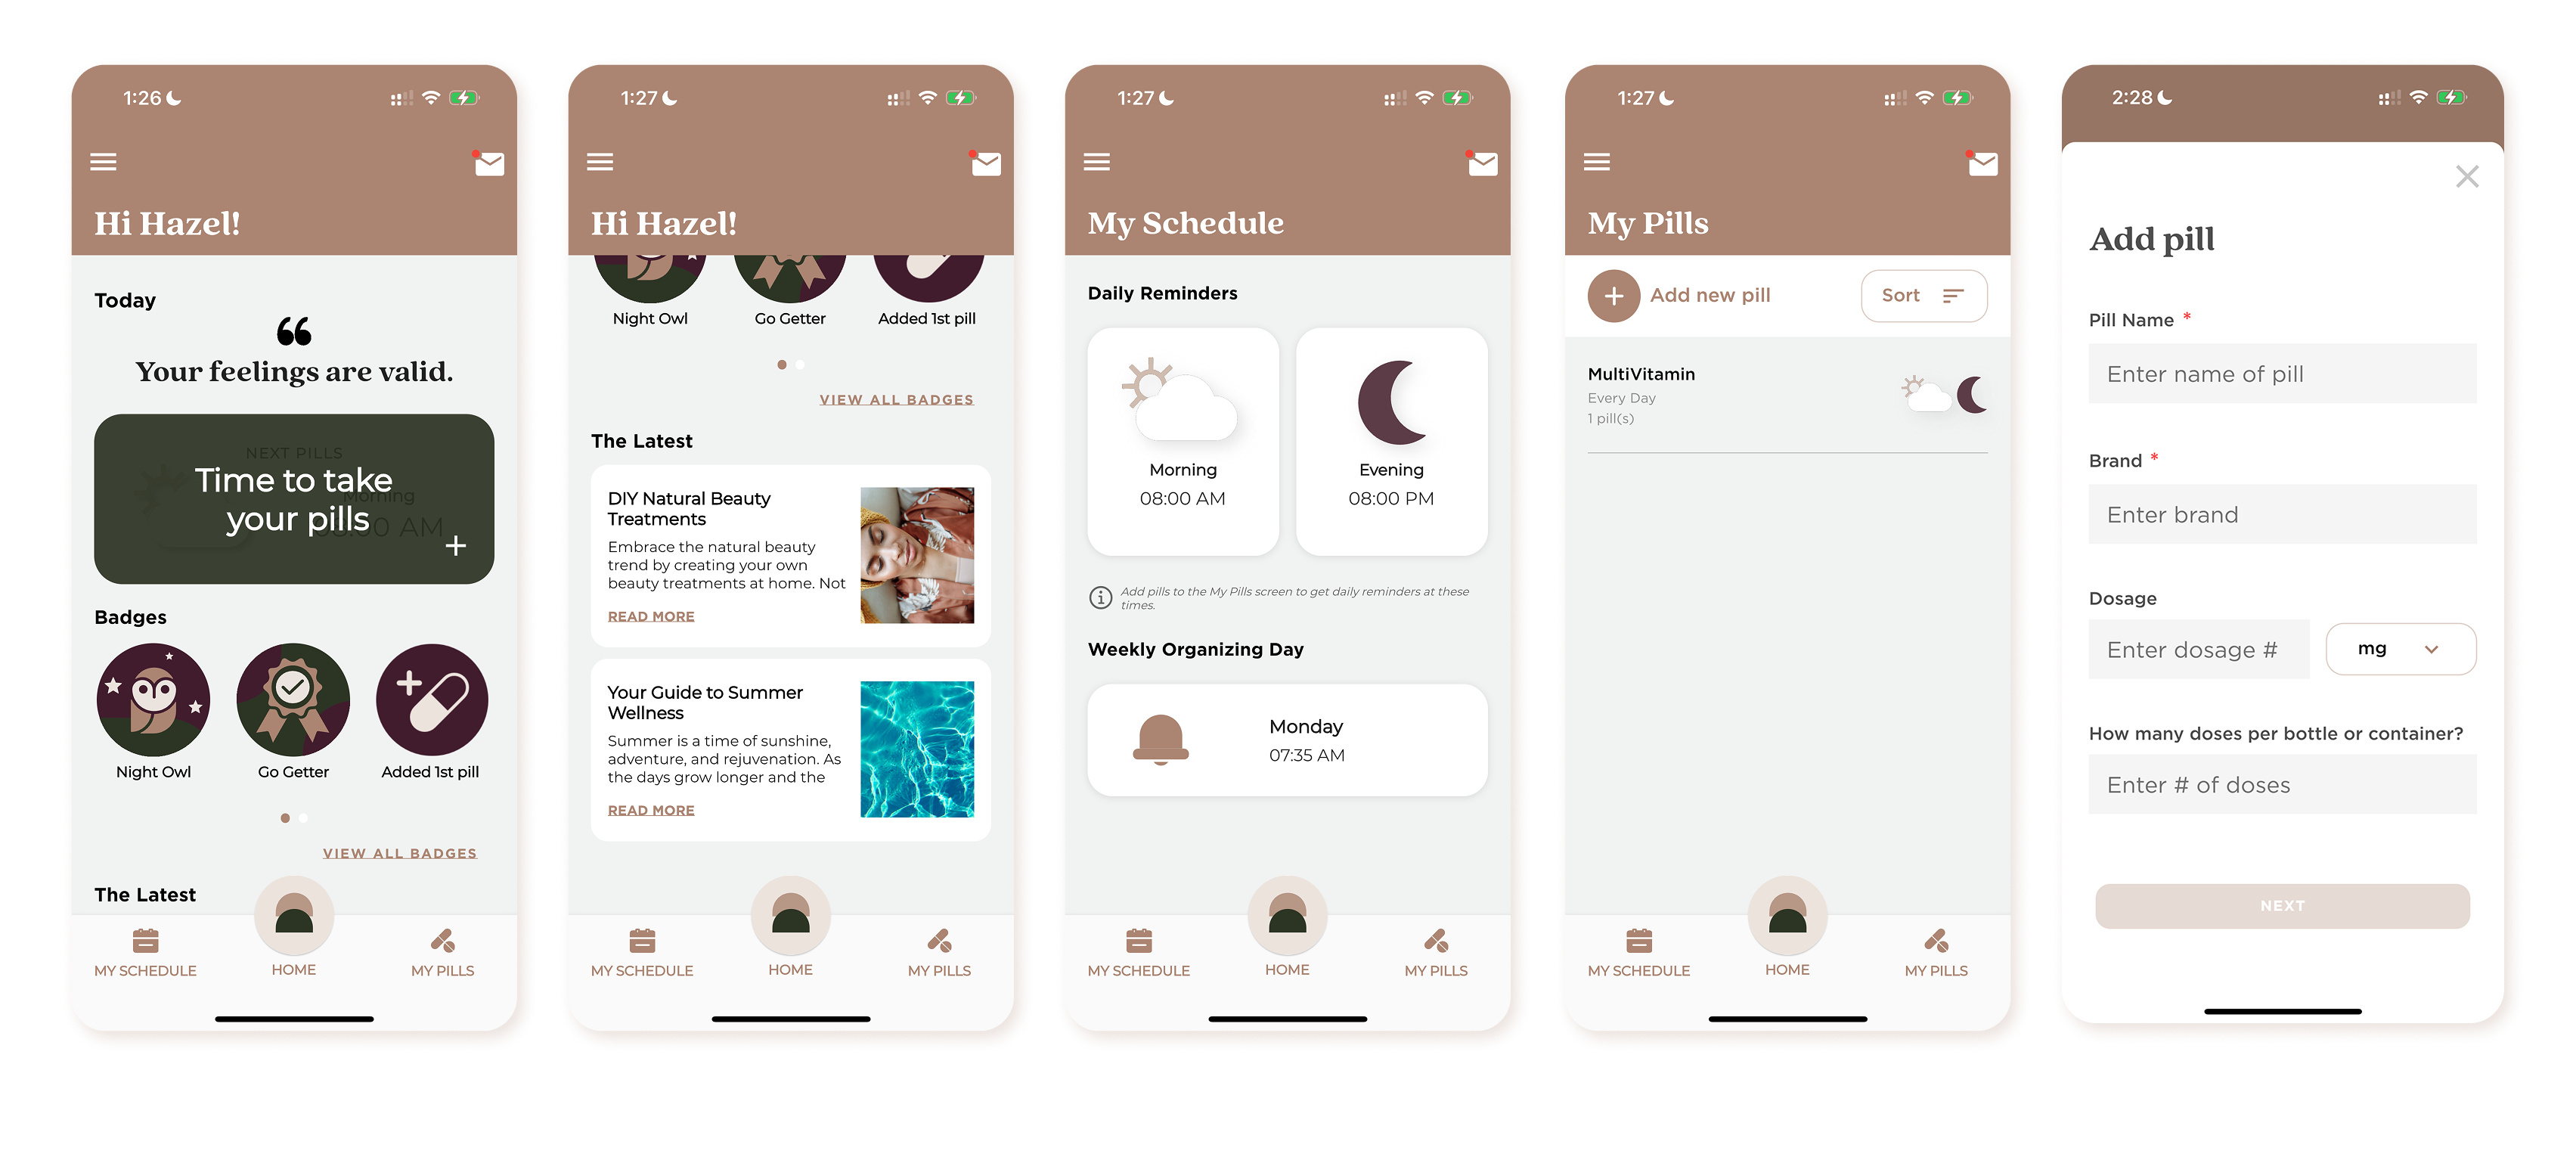 1:26
Hi Hazel!
Today
“
Your feelings are valid.
NEXT PILLS
Time to take
Morning
your pills
08:00 AM
Badges
Night Owl
Go Getter
Added 1st pill
VIEW ALL BADGES
The Latest
MY SCHEDULE
HOME
MY PILLS
1:27
Hi Hazel!
Night Owl
Go Getter
Added 1st pill
VIEW ALL BADGES
The Latest
DIY Natural Beauty
Treatments
Embrace the natural beauty
trend by creating your own
beauty treatments at home. Not
READ MORE
Your Guide to Summer
Wellness
Summer is a time of sunshine,
adventure, and rejuvenation. As
the days grow longer and the
READ MORE
MY SCHEDULE
HOME
MY PILLS
1:27
My Schedule
Daily Reminders
Morning
08:00 AM
Evening
08:00 PM
Add pills to the My Pills screen to get daily reminders at these
times.
Weekly Organizing Day
Monday
07:35 AM
MY SCHEDULE
HOME
MY PILLS
1:27
My Pills
Add new pill
Sort
MultiVitamin
Every Day
1 pill(s)
MY SCHEDULE
HOME
MY PILLS
2:28
Add pill
Pill Name *
Enter name of pill
Brand *
Enter brand
Dosage
Enter dosage #
mg
How many doses per bottle or container?
Enter # of doses
NEXT